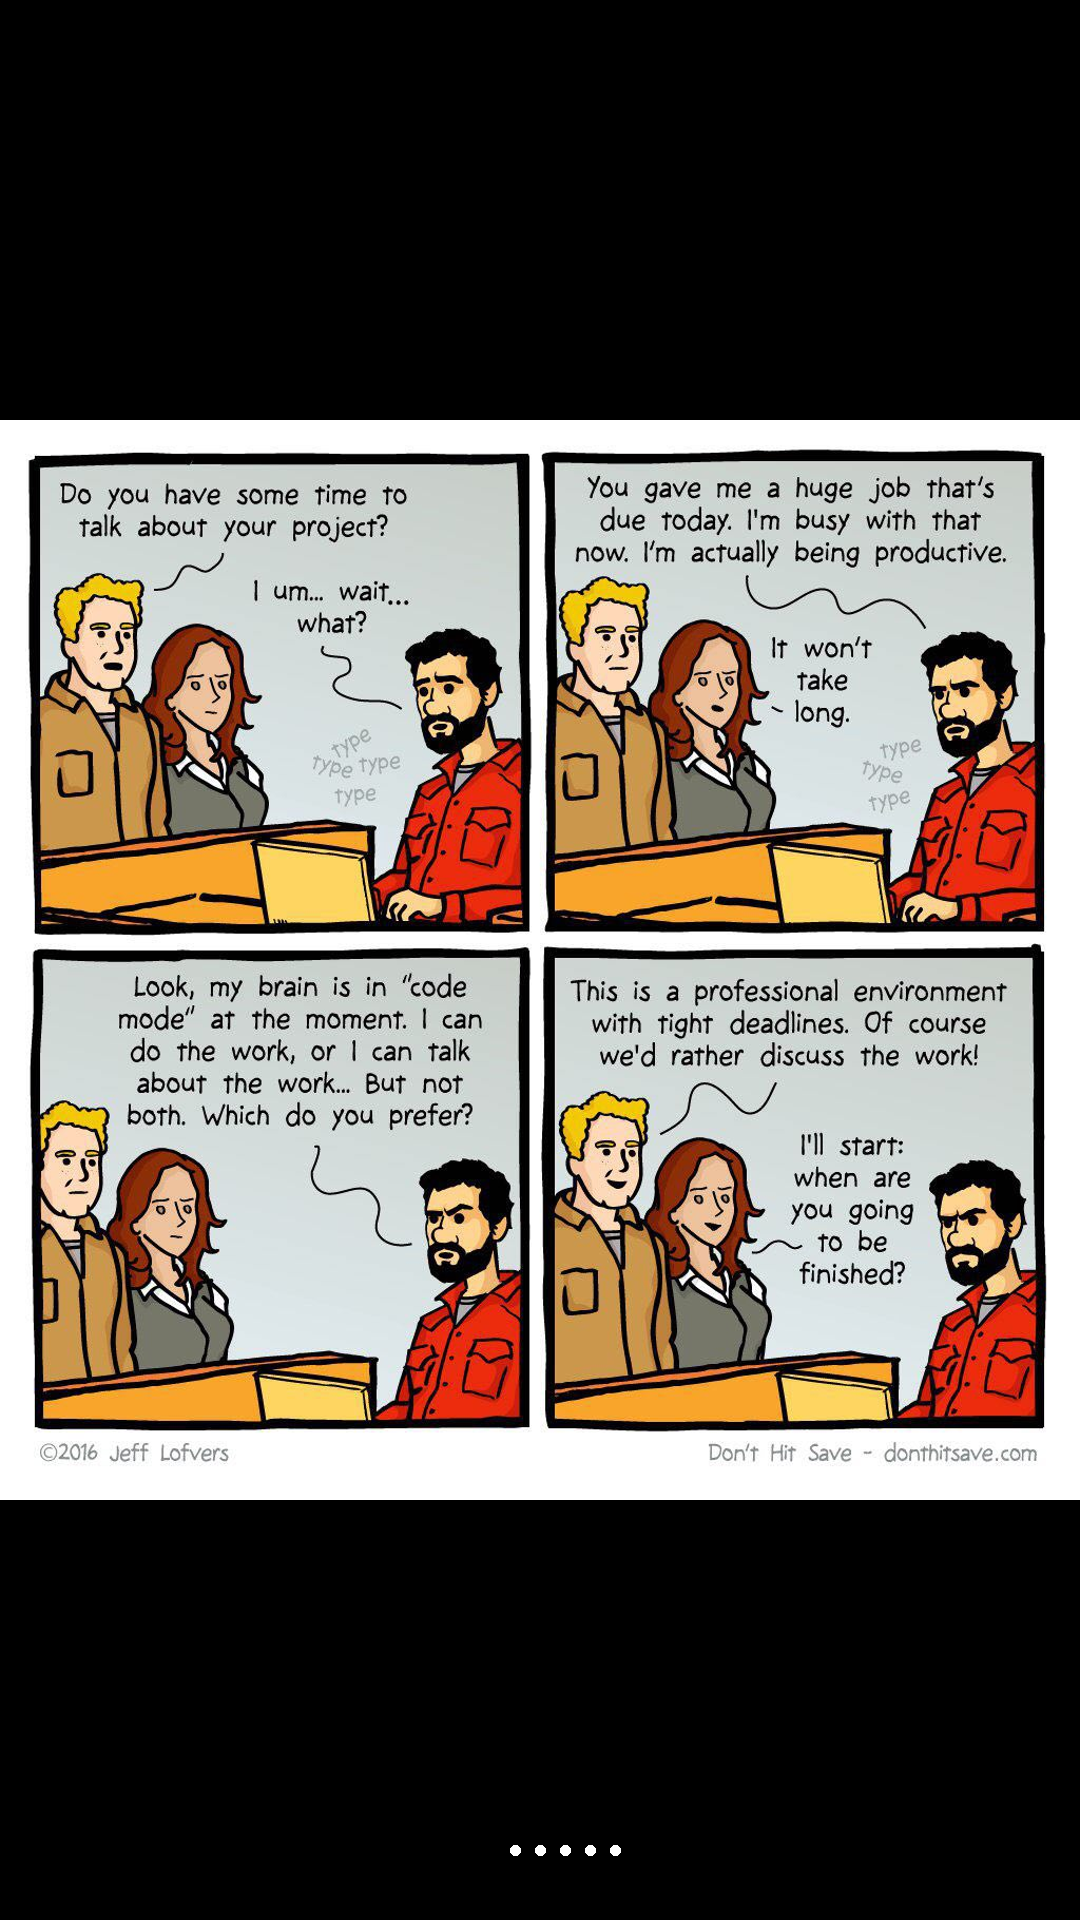 Do you have some time to
talk about your project?
I um... wait...
what?
type
type type
type
You gave me a huge job that's
due today. I'm busy with that
now. I'm actually being productive.
It won't
take
long.
type
type
type
Look, my brain is in "code
mode" at the moment. I can
do the work, or I can talk
about the work... But not
both. Which do you prefer?
This is a professional environment
with tight deadlines. Of course
we'd rather discuss the work!
I'll start:
when are
you going
to be
finished?
©2016 Jeff Lofvers
Don't Hit Save - donthitsave.com